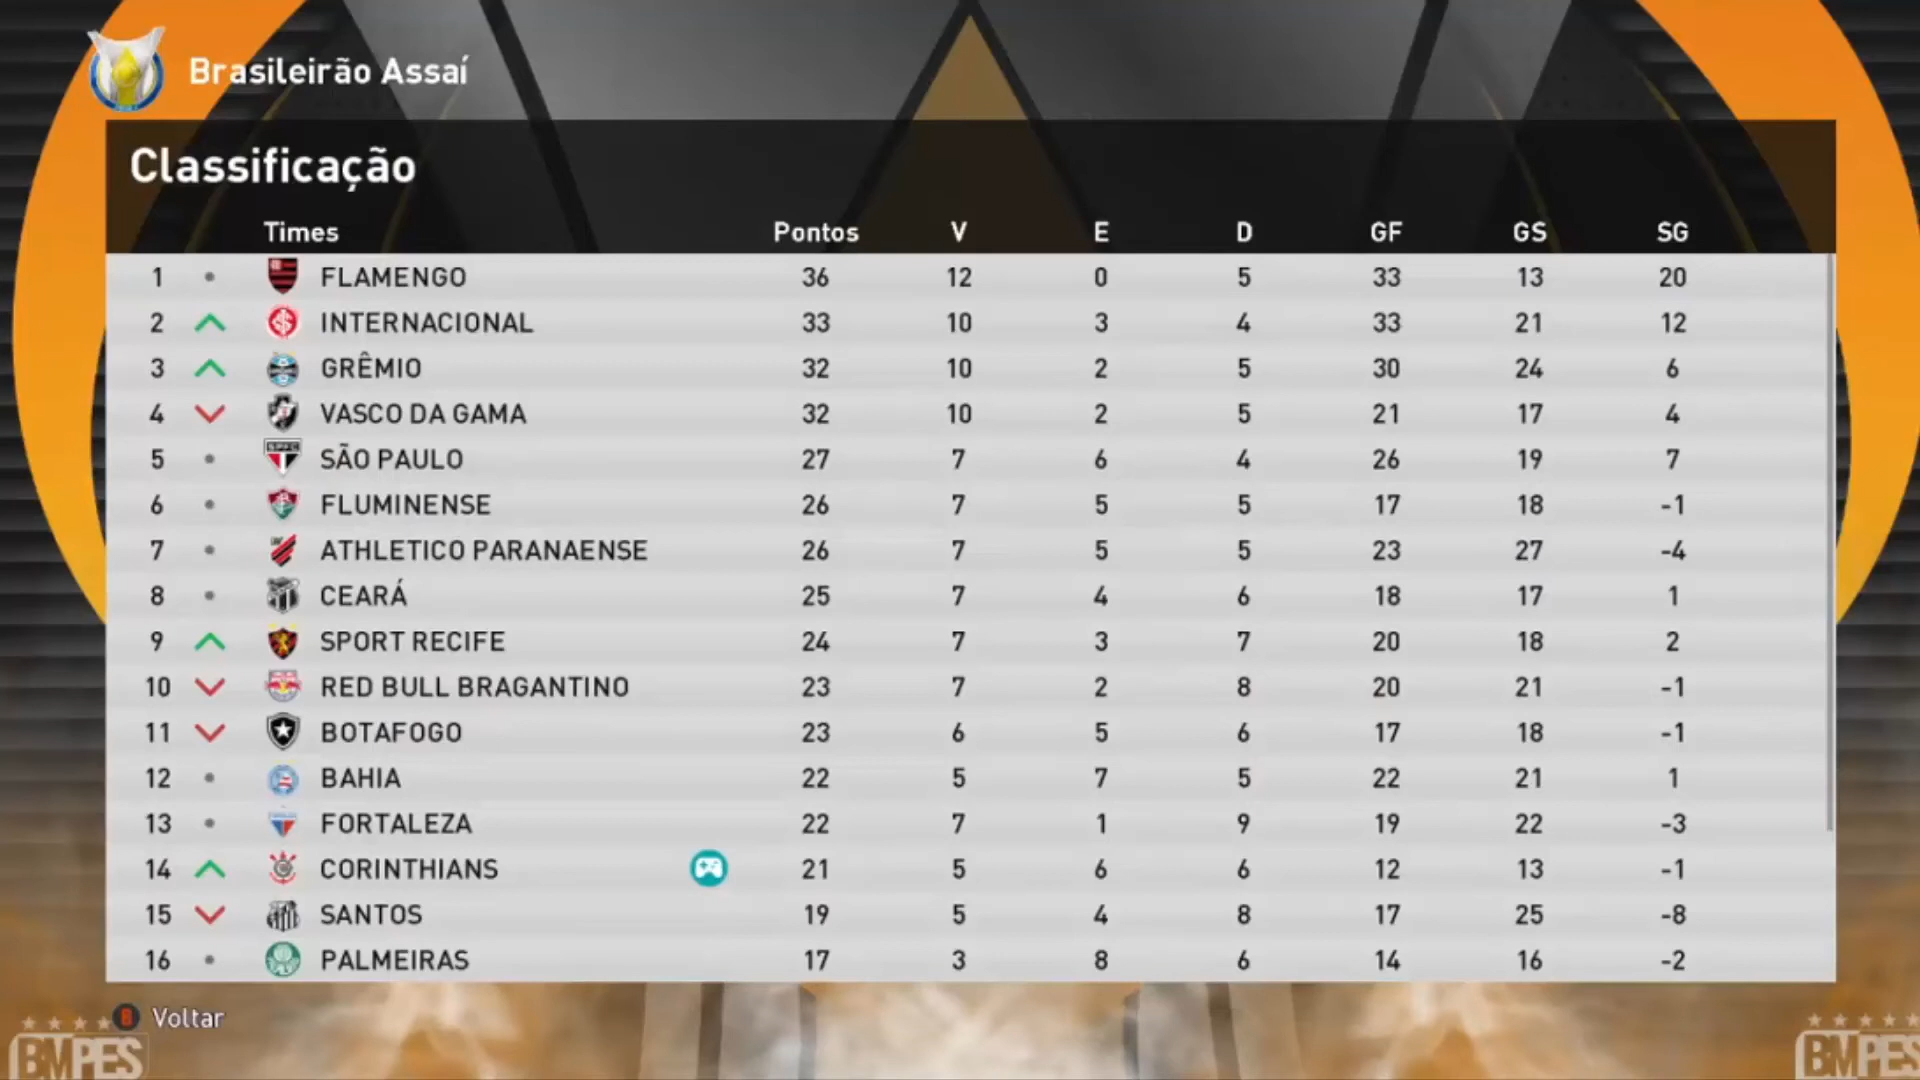 Brasileirão Assaí
Classificação
Times Pontos V E D GF GS SG
1 FLAMENGO 36 12 0 5 33 13 20
2 INTERNACIONAL 33 10 3 4 33 21 12
3 GRÊMIO 32 10 2 5 30 24 6
4 VASCO DA GAMA 32 10 2 5 21 17 4
5 SÃO PAULO 27 7 6 4 26 19 7
6 FLUMINENSE 26 7 5 5 17 18 -1
7 ATHLETICO PARANAENSE 26 7 5 5 23 27 -4
8 CEARÁ 25 7 4 6 18 17 1
9 SPORT RECIFE 24 7 3 7 20 18 2
10 RED BULL BRAGANTINO 23 7 2 8 20 21 -1
11 BOTAFOGO 23 6 5 6 17 18 -1
12 BAHIA 22 5 7 5 22 21 1
13 FORTALEZA 22 7 1 9 19 22 -3
14 CORINTHIANS 21 5 6 6 12 13 -1
15 SANTOS 19 5 4 8 17 25 -8
16 PALMEIRAS 17 3 8 6 14 16 -2
B Voltar
BMPES BMPES